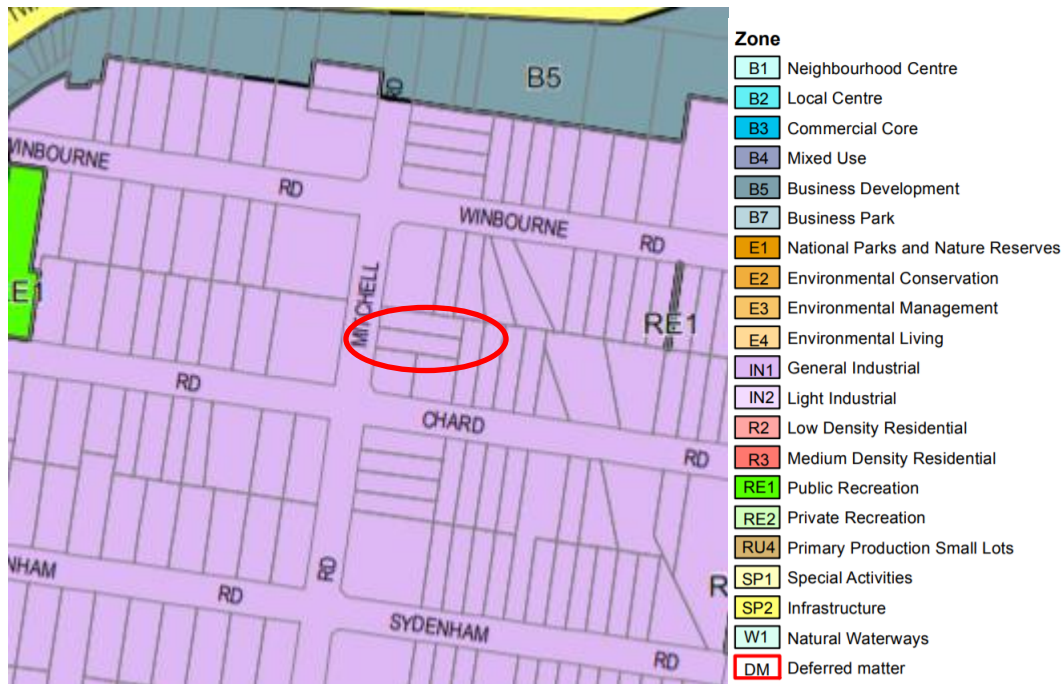 B5
RD
WINBOURNE
RD
WINBOURNE
RD
E1
MITCHELL
RE1
RD
CHARD
RD
RD
NHAM
RD
SYDENHAM
RD
R
Zone
B1 Neighbourhood Centre
B2 Local Centre
B3 Commercial Core
B4 Mixed Use
B5 Business Development
B7 Business Park
E1 National Parks and Nature Reserves
E2 Environmental Conservation
E3 Environmental Management
E4 Environmental Living
IN1 General Industrial
IN2 Light Industrial
R2 Low Density Residential
R3 Medium Density Residential
RE1 Public Recreation
RE2 Private Recreation
RU4 Primary Production Small Lots
SP1 Special Activities
SP2 Infrastructure
W1 Natural Waterways
DM Deferred matter